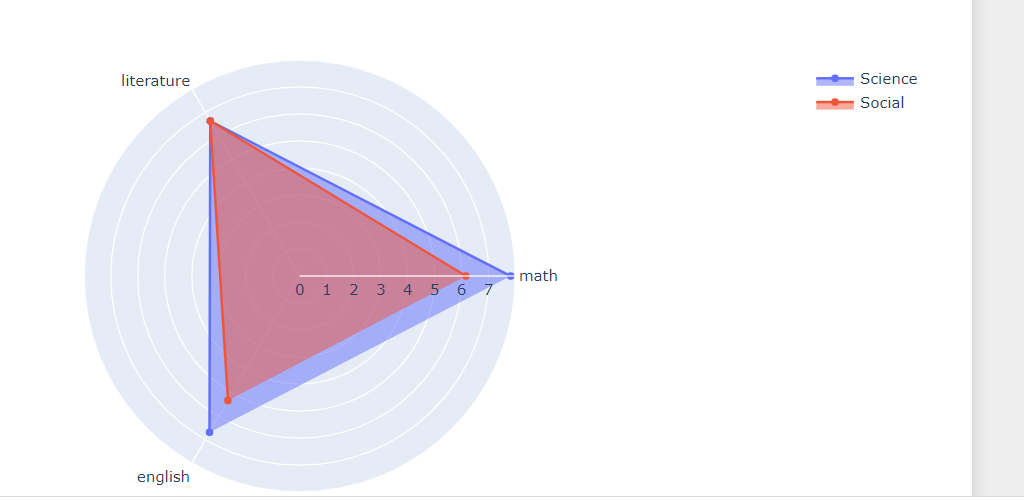 literature
Science
Social
math
0 1 2 3 4 5 6 7
english